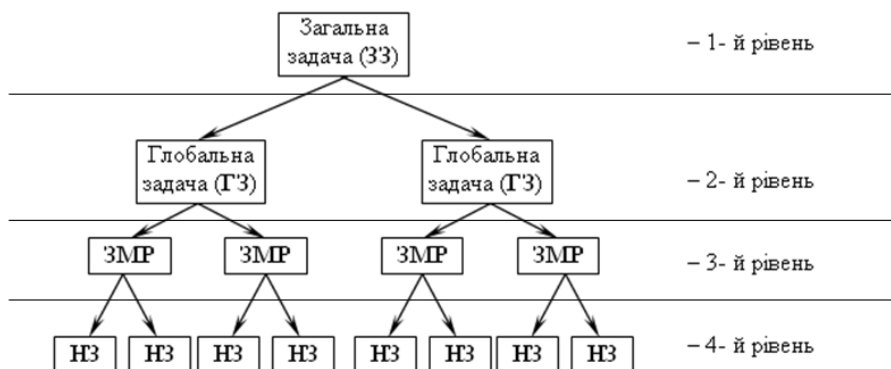 Загальна
задача (ЗЗ)
– 1- й рівень
Глобальна
задача (ГЗ)
Глобальна
задача (ГЗ)
– 2- й рівень
ЗМР ЗМР ЗМР ЗМР
– 3- й рівень
НЗ НЗ НЗ НЗ НЗ НЗ НЗ НЗ
– 4- й рівень